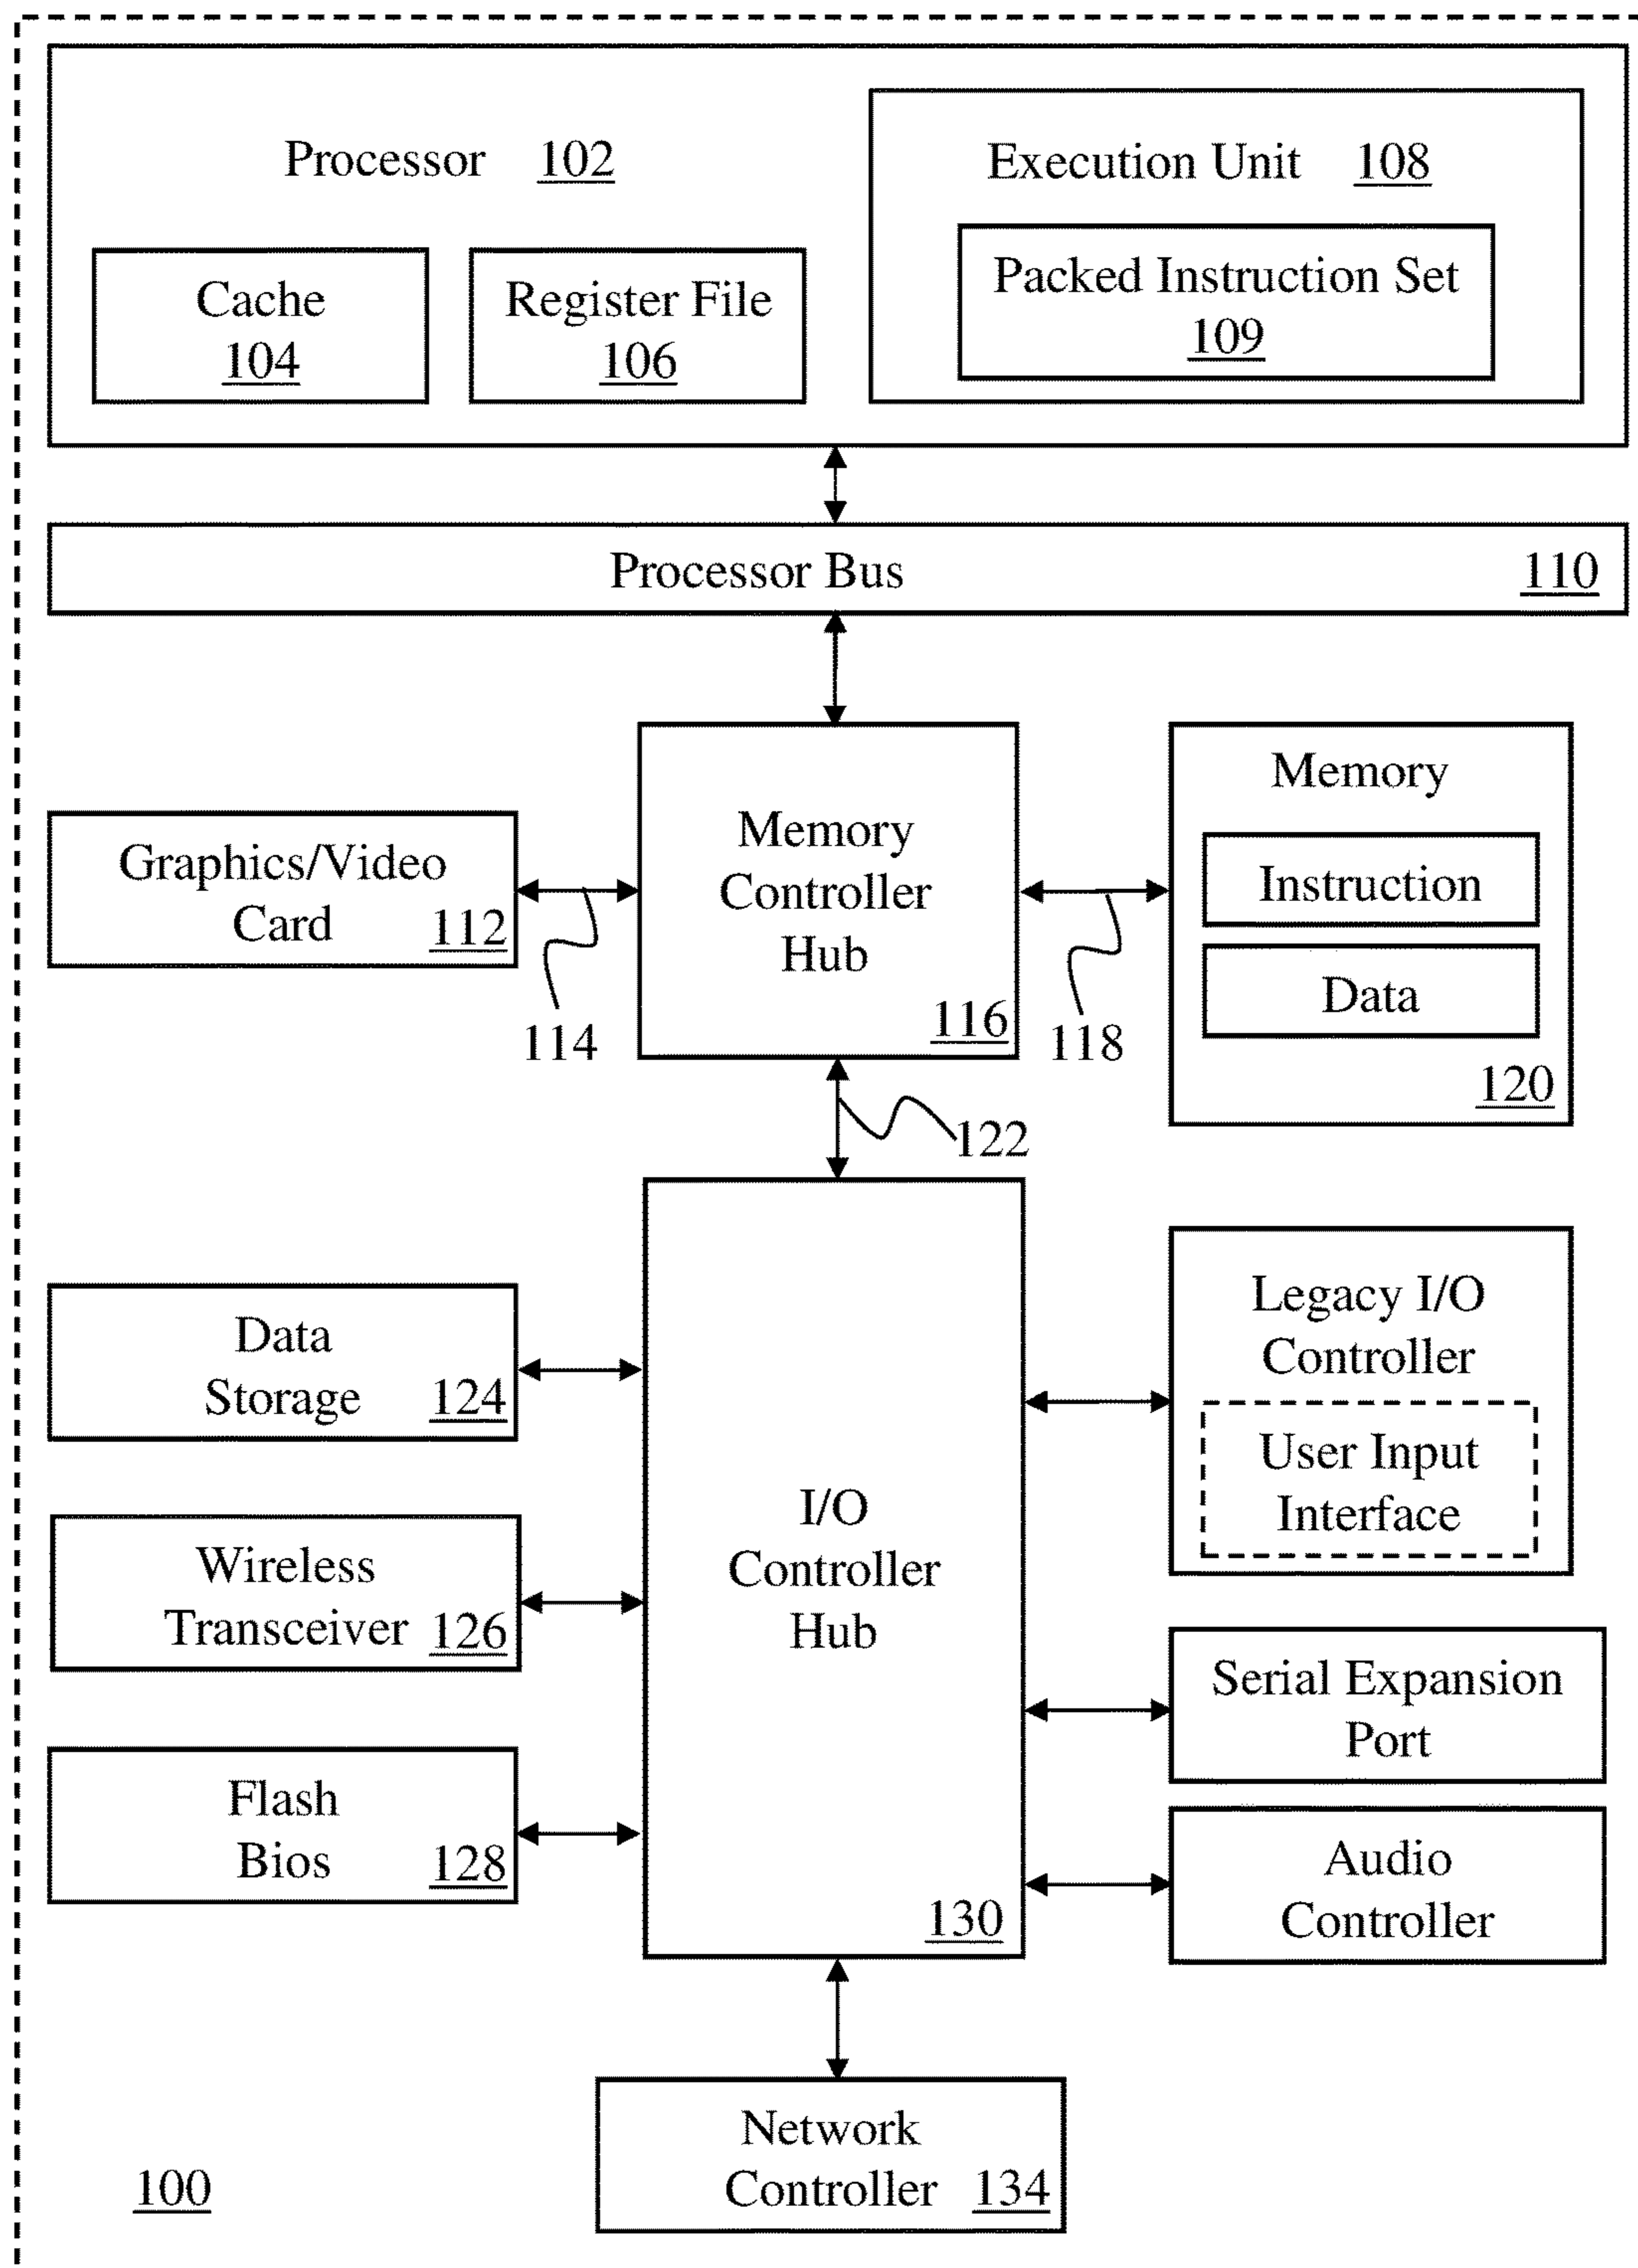 Processor 102
Execution Unit 108
Cache
104
Register File
106
Packed Instruction Set
109
Processor Bus 110
Graphics/Video
Card 112
114
Memory
Controller
Hub
116
118
Memory
Instruction
Data
120
122
Data
Storage 124
Wireless
Transceiver 126
Flash
Bios 128
I/O
Controller
Hub
130
Legacy I/O
Controller
User Input
Interface
Serial Expansion
Port
Audio
Controller
Network
Controller 134
100